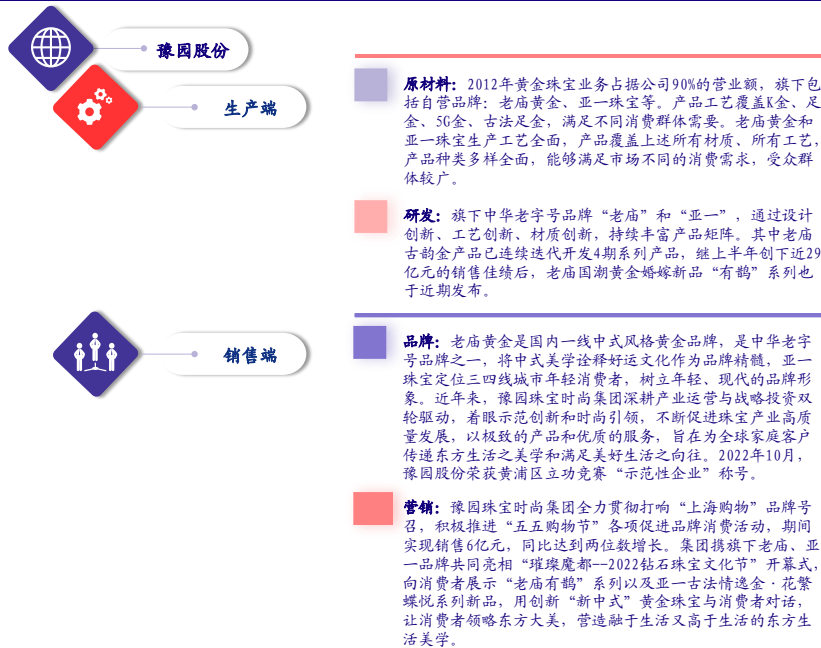 豫园股份
生产端
原材料：2012年黄金珠宝业务占据公司90%的营业额，旗下包
括自营品牌：老庙黄金、亚一珠宝等。产品工艺覆盖K金、足
金、5G金、古法足金，满足不同消费群体需要。老庙黄金和
亚一珠宝生产工艺全面，产品覆盖上述所有材质、所有工艺，
产品种类多样全面，能够满足市场不同的消费需求，受众群
体较广。
研发：旗下中华老字号品牌“老庙”和“亚一”，通过设计
创新、工艺创新、材质创新，持续丰富产品矩阵。其中老庙
古韵金产品已连续迭代开发4期系列产品，继上半年创下近29
亿元的销售佳绩后，老庙国潮黄金婚嫁新品“有鹊”系列也
于近期发布。
销售端
品牌：老庙黄金是国内一线中式风格黄金品牌，是中华老字
号品牌之一，将中式美学诠释好运文化作为品牌精髓，亚一
珠宝定位三四线城市年轻消费者，树立年轻、现代的品牌形
象。近年来，豫园珠宝时尚集团深耕产业运营与战略投资双
轮驱动，着眼示范创新和时尚引领，不断促进珠宝产业高质
量发展，以极致的产品和优质的服务，旨在为全球家庭客户
传递东方生活之美学和满足美好生活之向往。2022年10月，
豫园股份荣获黄浦区立功竞赛“示范性企业”称号。
营销：豫园珠宝时尚集团全力贯彻打响“上海购物”品牌号
召，积极推进“五五购物节”各项促进品牌消费活动，期间
实现销售6亿元，同比达到两位数增长。集团携旗下老庙、亚
一品牌共同亮相“璀璨魔都——2022钻石珠宝文化节”开幕式，
向消费者展示“老庙有鹊”系列以及亚一古法情逸金·花繁
蝶悦系列新品，用创新“新中式”黄金珠宝与消费者对话，
让消费者领略东方大美，营造融于生活又高于生活的东方生
活美学。